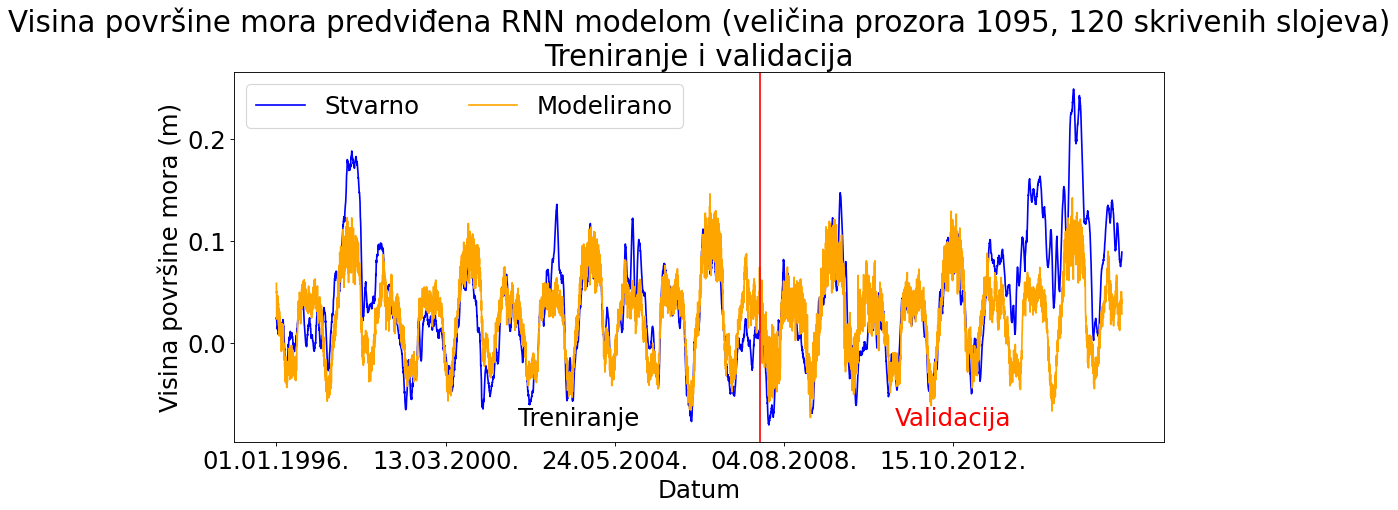 Visina površine mora predviđena RNN modelom (veličina prozora 1095, 120 skrivenih slojeva)
Treniranje i validacija
Stvarno
Modelirano
Visina površine mora (m)
0.2
0.1
0.0
Treniranje
Validacija
01.01.1996.
13.03.2000.
24.05.2004.
04.08.2008.
15.10.2012.
Datum